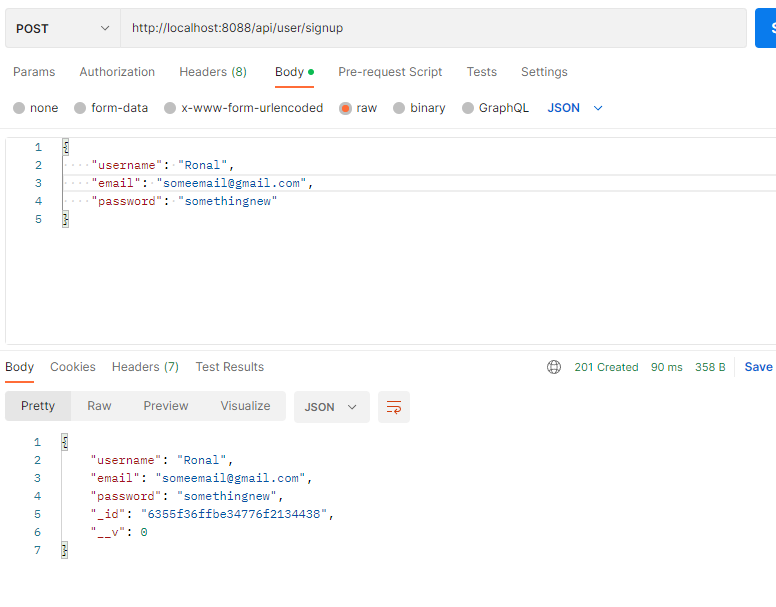 POST http://localhost:8088/api/user/signup
Params Authorization Headers (8) Body Pre-request Script Tests Settings
none form-data x-www-form-urlencoded raw binary GraphQL JSON
1 {
2 "username": "Ronal",
3 "email": "someemail@gmail.com",
4 "password": "somethingnew"
5 }
Body Cookies Headers (7) Test Results 201 Created 90 ms 358 B Save
Pretty Raw Preview Visualize JSON
1 {
2 "username": "Ronal",
3 "email": "someemail@gmail.com",
4 "password": "somethingnew",
5 "_id": "6355f36ffbe34776f2134438",
6 "__v": 0
7 }